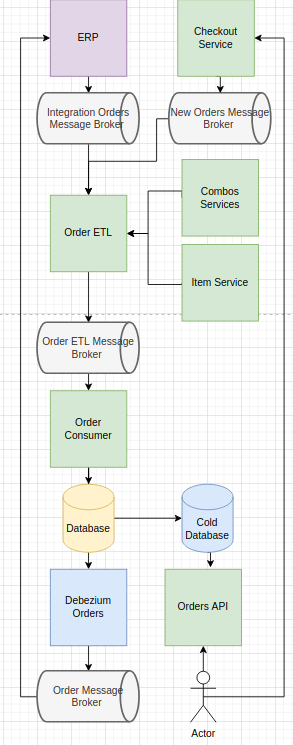 ERP
Checkout
Service
Integration Orders
Message Broker
New Orders Message
Broker
Combos
Services
Order ETL
Item Service
Order ETL Message
Broker
Order
Consumer
Database
Cold
Database
Debezium
Orders
Orders API
Order Message
Broker
Actor